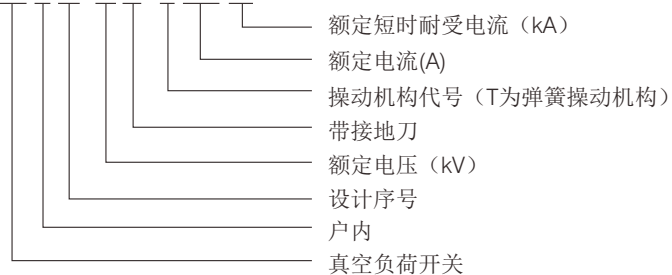 额定短时耐受电流（kA）
额定电流(A)
操动机构代号（T为弹簧操动机构）
带接地刀
额定电压（kV）
设计序号
户内
真空负荷开关